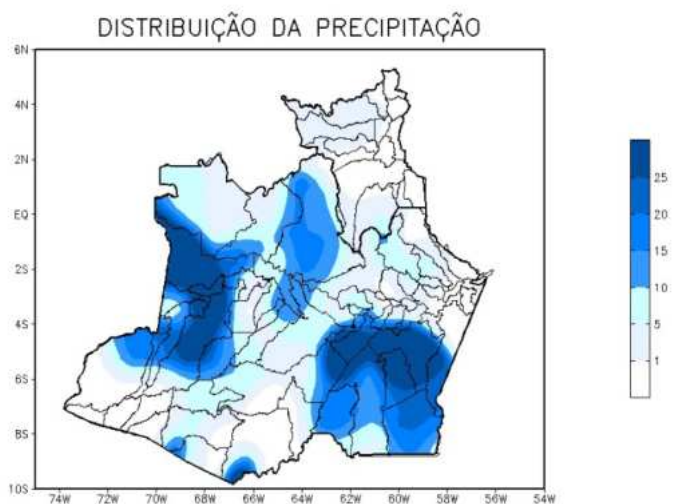 DISTRIBUIÇÃO DA PRECIPITAÇÃO
6N
4N
2N
EQ
2S
4S
6S
8S
10S
74W 72W 70W 68W 66W 64W 62W 60W 58W 56W 54W
25
20
15
10
5
1